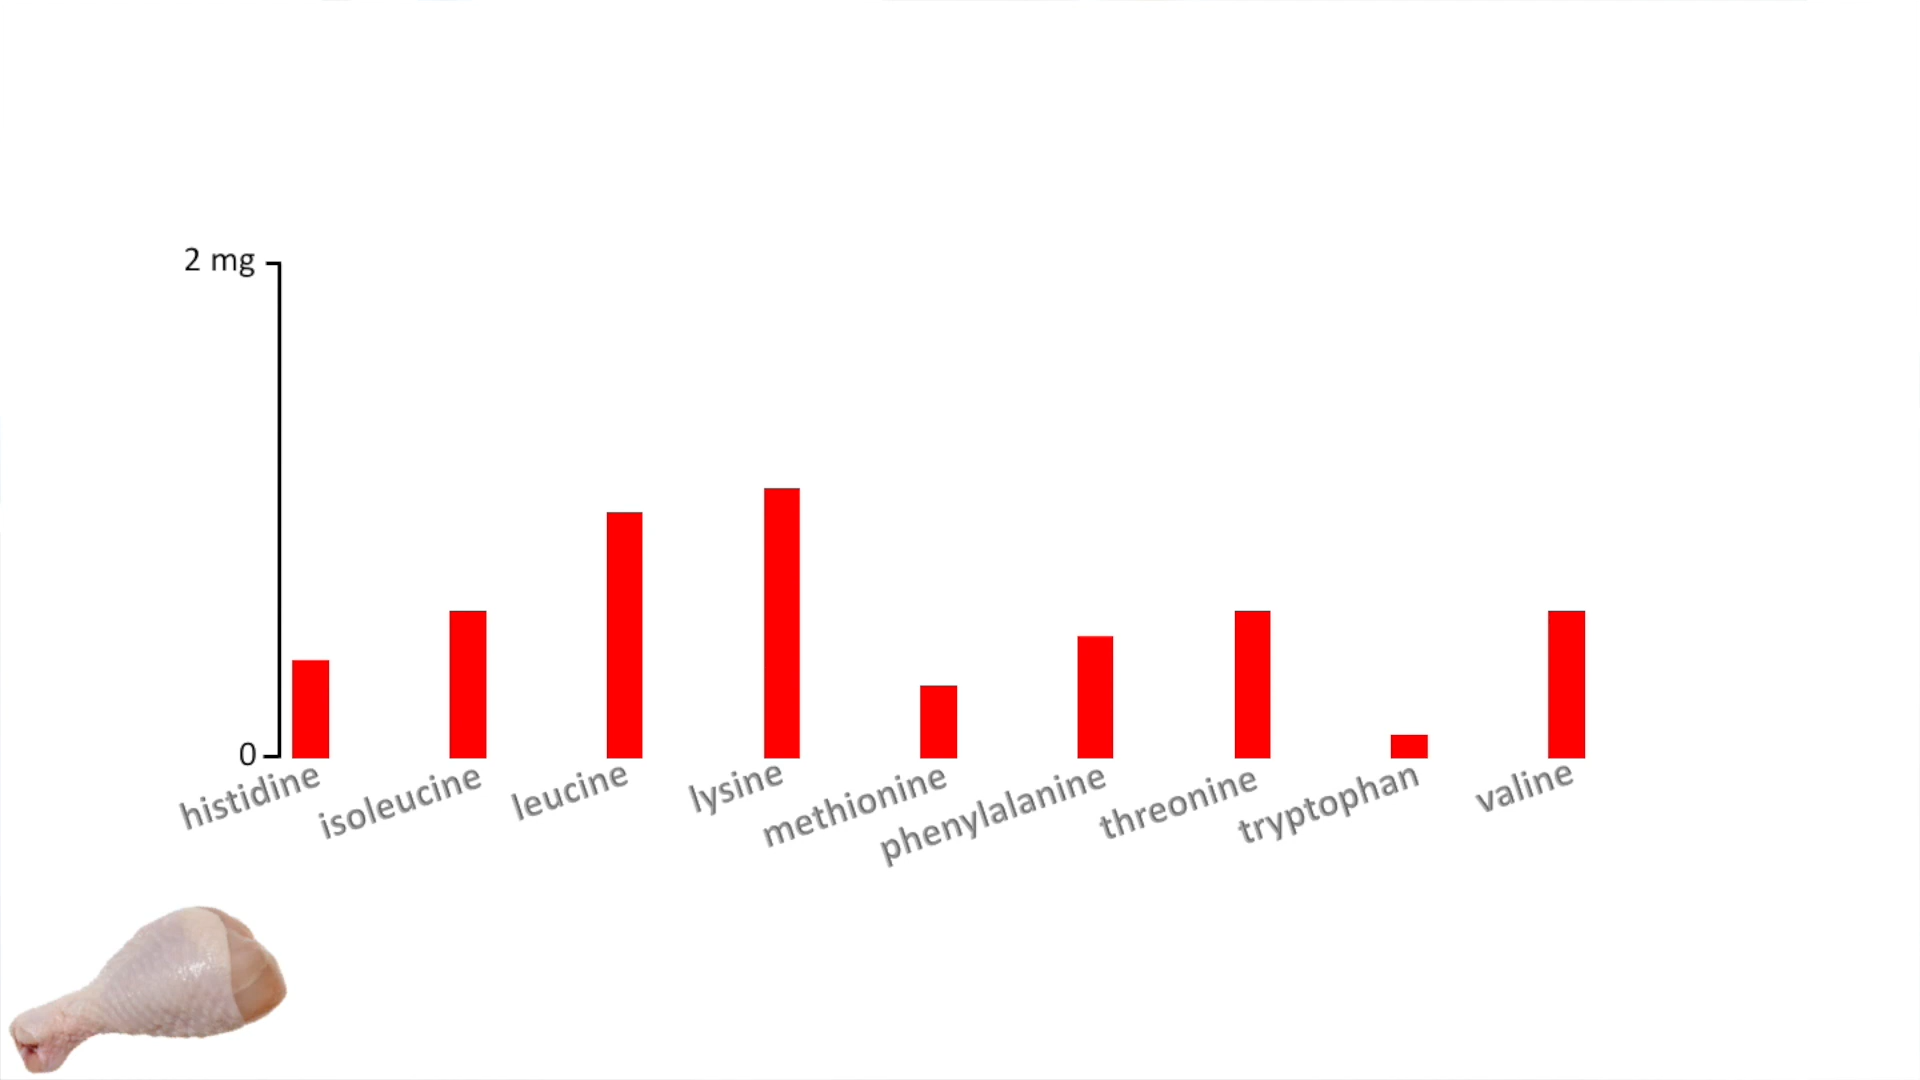 2 mg
0
histidine
isoleucine
leucine
lysine
methionine
phenylalanine
threonine
tryptophan
valine